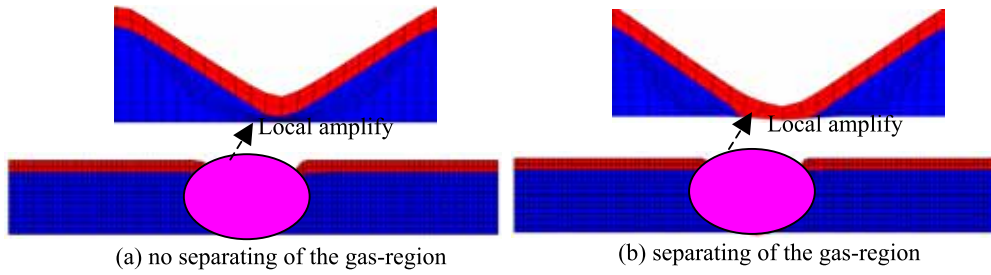 Local amplify
Local amplify
(a) no separating of the gas-region
(b) separating of the gas-region